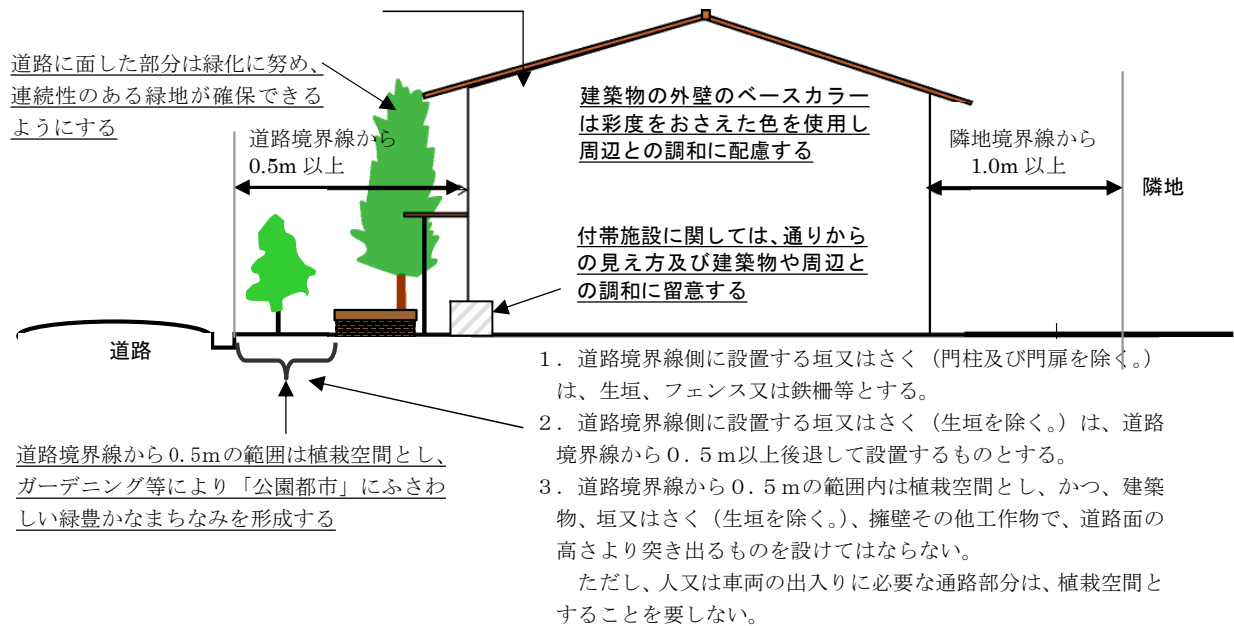 道路に面した部分は緑化に努め、
連続性のある緑地が確保できる
ようにする
道路境界線から
0.5m 以上
建築物の外壁のベースカラー
は彩度をおさえた色を使用し
周辺との調和に配慮する
隣地境界線から
1.0m 以上
隣地
付帯施設に関しては、通りから
の見え方及び建築物や周辺と
の調和に留意する
道路
道路境界線から0.5mの範囲は植栽空間とし、
ガーデニング等により「公園都市」にふさわ
しい緑豊かなまちなみを形成する
1．道路境界線側に設置する垣又はさく（門柱及び門扉を除く。）
は、生垣、フェンス又は鉄柵等とする。
2．道路境界線側に設置する垣又はさく（生垣を除く。）は、道路
境界線から０．５ｍ以上後退して設置するものとする。
3．道路境界線から０．５ｍの範囲内は植栽空間とし、かつ、建築
物、垣又はさく（生垣を除く。）、擁壁その他工作物で、道路面の
高さより突き出るものを設けてはならない。
ただし、人又は車両の出入りに必要な通路部分は、植栽空間と
することを要しない。